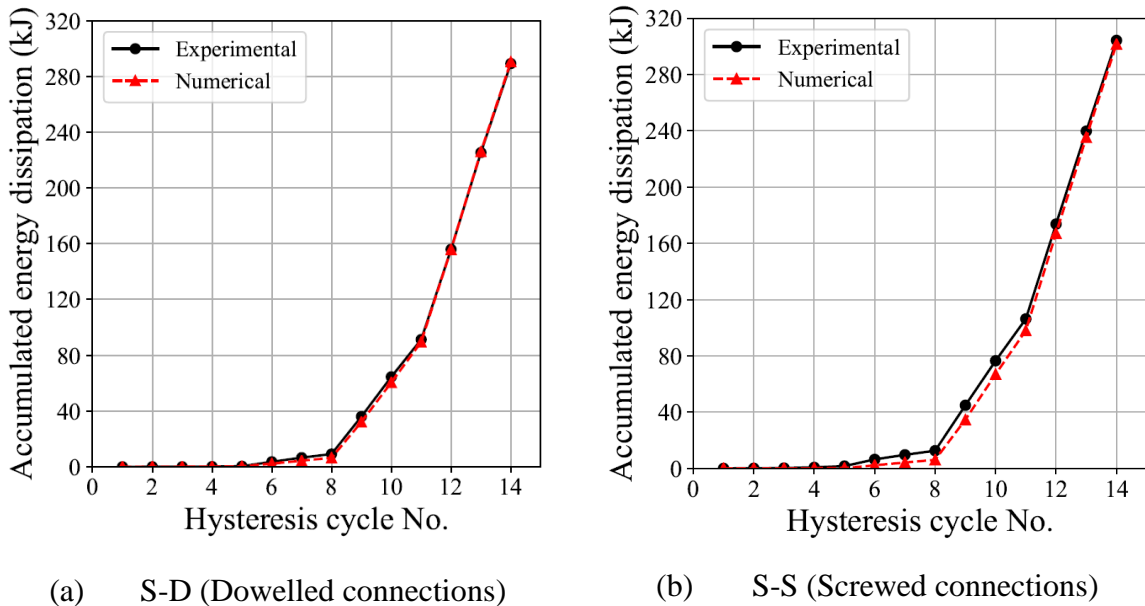 Accumulated energy dissipation (kJ)
320
280
240
200
160
120
80
40
0
Experimental
Numerical
0 2 4 6 8 10 12 14
Hysteresis cycle No.
(a) S-D (Dowelled connections)
Accumulated energy dissipation (kJ)
320
280
240
200
160
120
80
40
0
Experimental
Numerical
0 2 4 6 8 10 12 14
Hysteresis cycle No.
(b) S-S (Screwed connections)